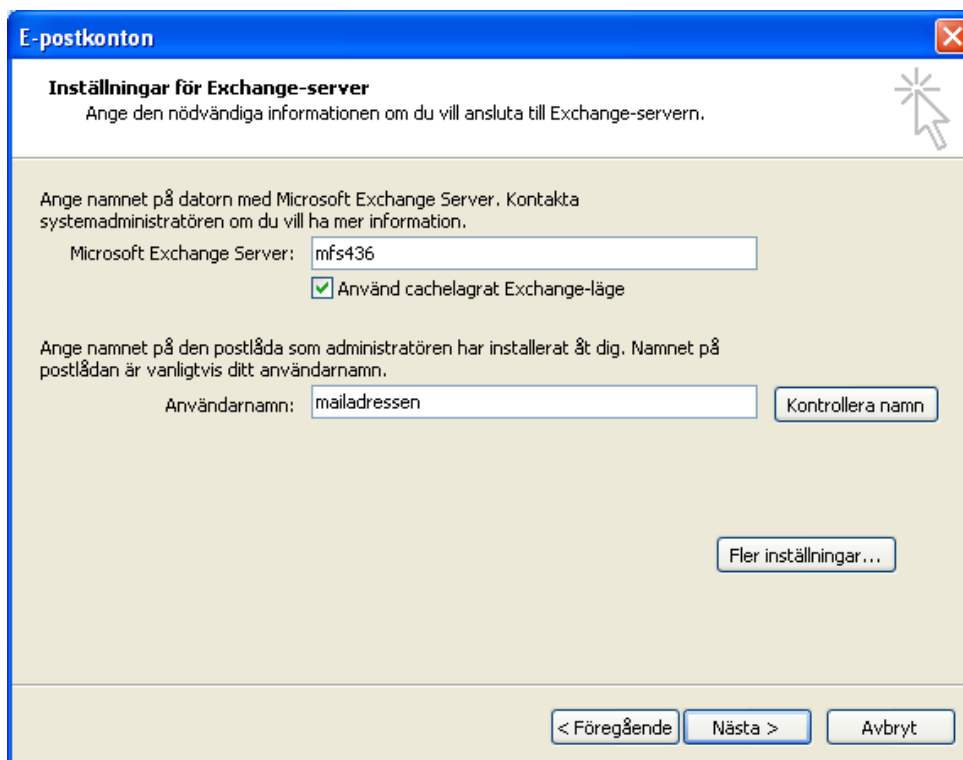 E-postkonton
Inställningar för Exchange-server
Ange den nödvändiga informationen om du vill ansluta till Exchange-servern.
Ange namnet på datorn med Microsoft Exchange Server. Kontakta
systemadministratören om du vill ha mer information.
Microsoft Exchange Server: mfs436
Använd cachelagrat Exchange-läge
Ange namnet på den postlåda som administratören har installerat åt dig. Namnet på
postlådan är vanligtvis ditt användarnamn.
Användarnamn: mailadressen Kontrollera namn
Fler inställningar...
< Föregående Nästa > Avbryt